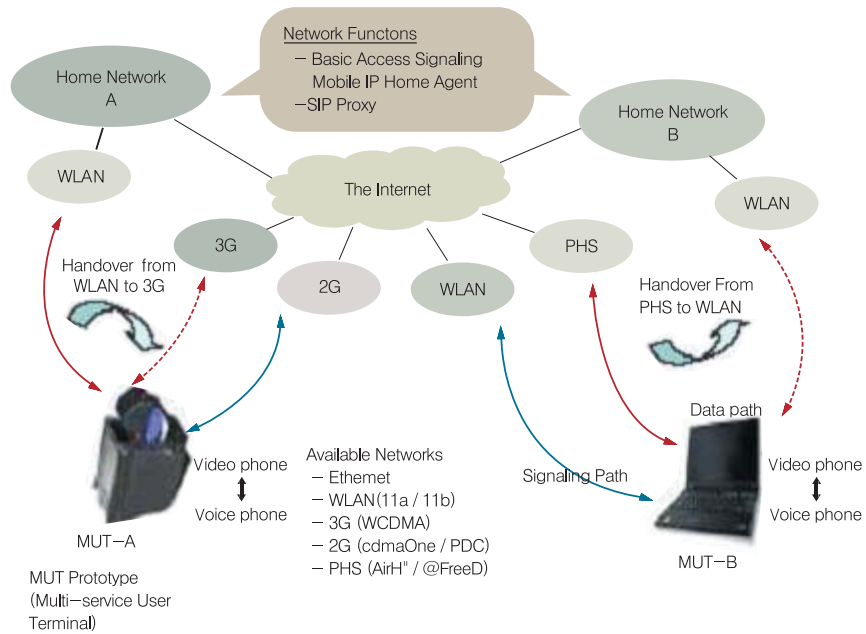 Network Functons
– Basic Access Signaling
Mobile IP Home Agent
–SIP Proxy
Home Network
A
Home Network
B
WLAN
The Internet
WLAN
3G
PHS
2G
WLAN
Handover from
WLAN to 3G
Handover From
PHS to WLAN
Data path
Available Networks
– Ethemet
– WLAN(11a / 11b)
– 3G (WCDMA)
– 2G (cdmaOne / PDC)
– PHS (AirH" / @FreeD)
Signaling Path
Video phone
Voice phone
Video phone
Voice phone
MUT–A
MUT–B
MUT Prototype
(Multi–service User
Terminal)